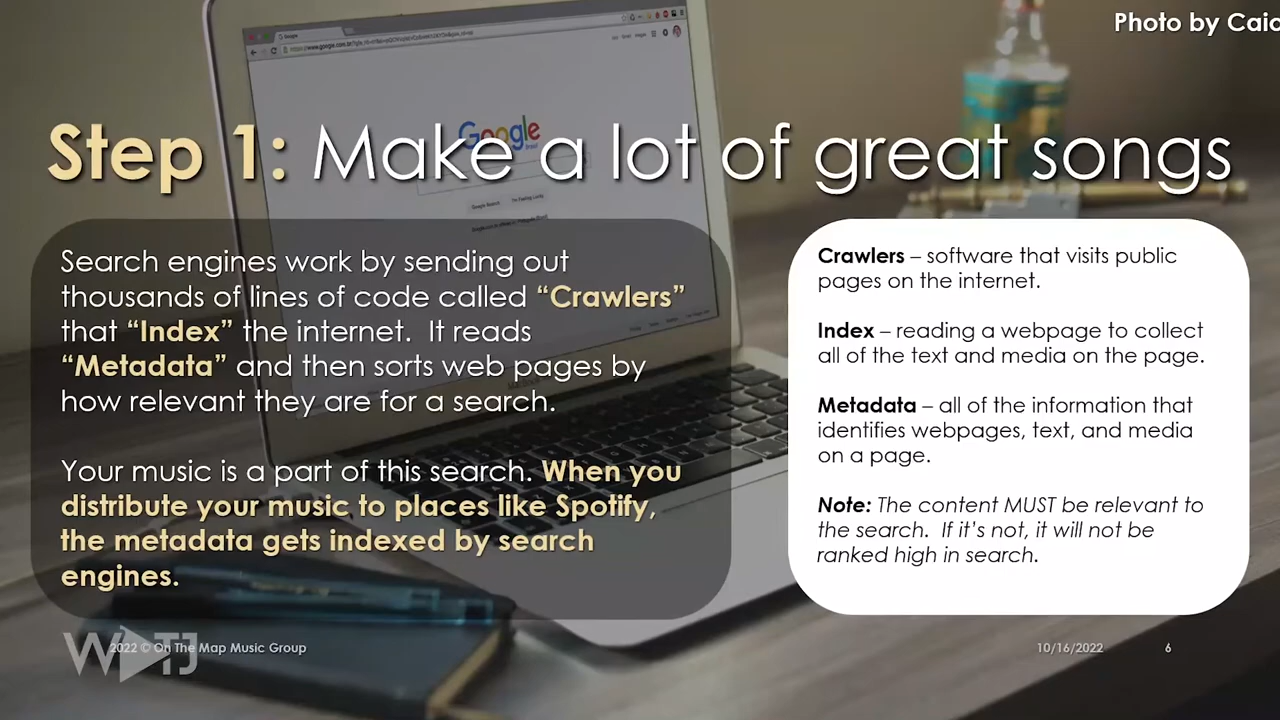 Photo by Caio
Google
Step 1: Make a lot of great songs
Search engines work by sending out
thousands of lines of code called “Crawlers”
that “Index” the internet.  It reads
“Metadata” and then sorts web pages by
how relevant they are for a search.
Your music is a part of this search. When you
distribute your music to places like Spotify,
the metadata gets indexed by search
engines.
Crawlers – software that visits public
pages on the internet.
Index – reading a webpage to collect
all of the text and media on the page.
Metadata – all of the information that
identifies webpages, text, and media
on a page.
Note: The content MUST be relevant to
the search.  If it’s not, it will not be
ranked high in search.
WTJ
2022 © On The Map Music Group
10/16/2022
6